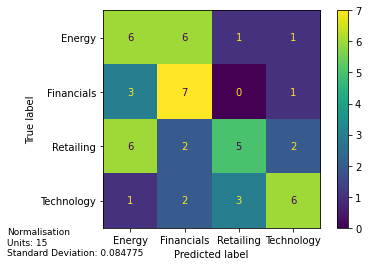 Energy 6 6 1 1
Financials 3 7 0 1
Retailing 6 2 5 2
Technology 1 2 3 6
True label
Energy Financials Retailing Technology
Predicted label
7
6
5
4
3
2
1
0
Normalisation
Units: 15
Standard Deviation: 0.084775